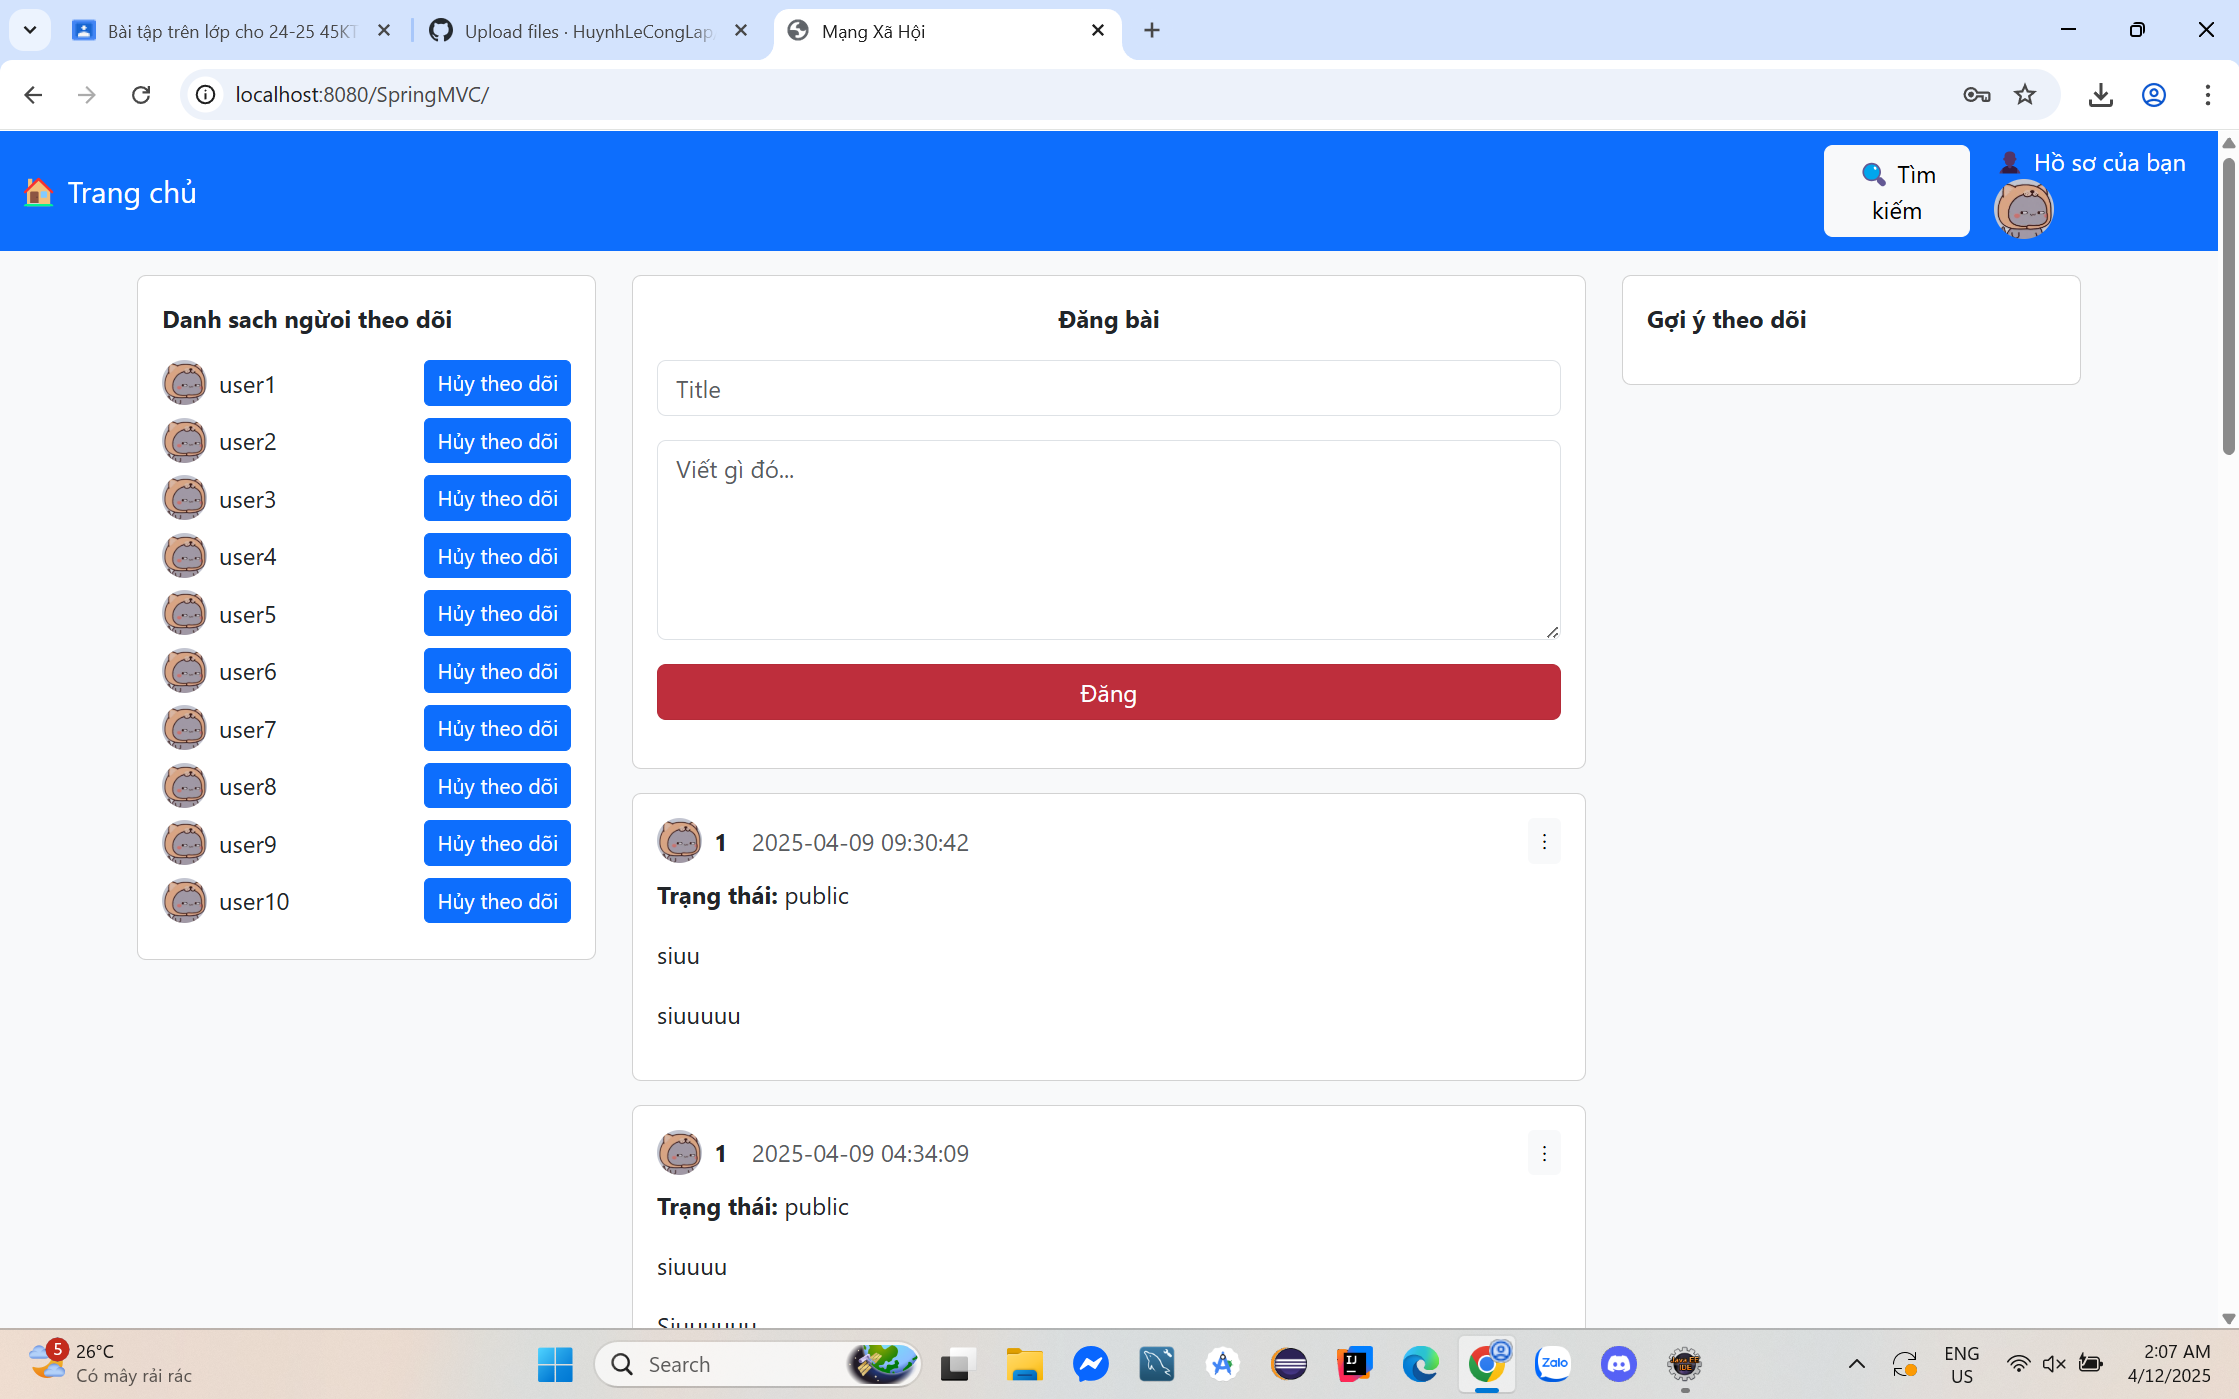 Bài tập trên lớp cho 24-25 45KT
Upload files · HuynhLeCongLap
Mạng Xã Hội
localhost:8080/SpringMVC/
Trang chủ
Tìm
kiếm
Hồ sơ của bạn
Danh sach ngừoi theo dõi
user1
Hủy theo dõi
user2
Hủy theo dõi
user3
Hủy theo dõi
user4
Hủy theo dõi
user5
Hủy theo dõi
user6
Hủy theo dõi
user7
Hủy theo dõi
user8
Hủy theo dõi
user9
Hủy theo dõi
user10
Hủy theo dõi
Đăng bài
Title
Viết gì đó...
Đăng
1 2025-04-09 09:30:42
Trạng thái: public
siuu
siuuuuu
1 2025-04-09 04:34:09
Trạng thái: public
siuuuu
Siuuuuuu
Gợi ý theo dõi
5
26°C
Có mây rải rác
Search
IJ
Zalo
ENG
US
2:07 AM
4/12/2025